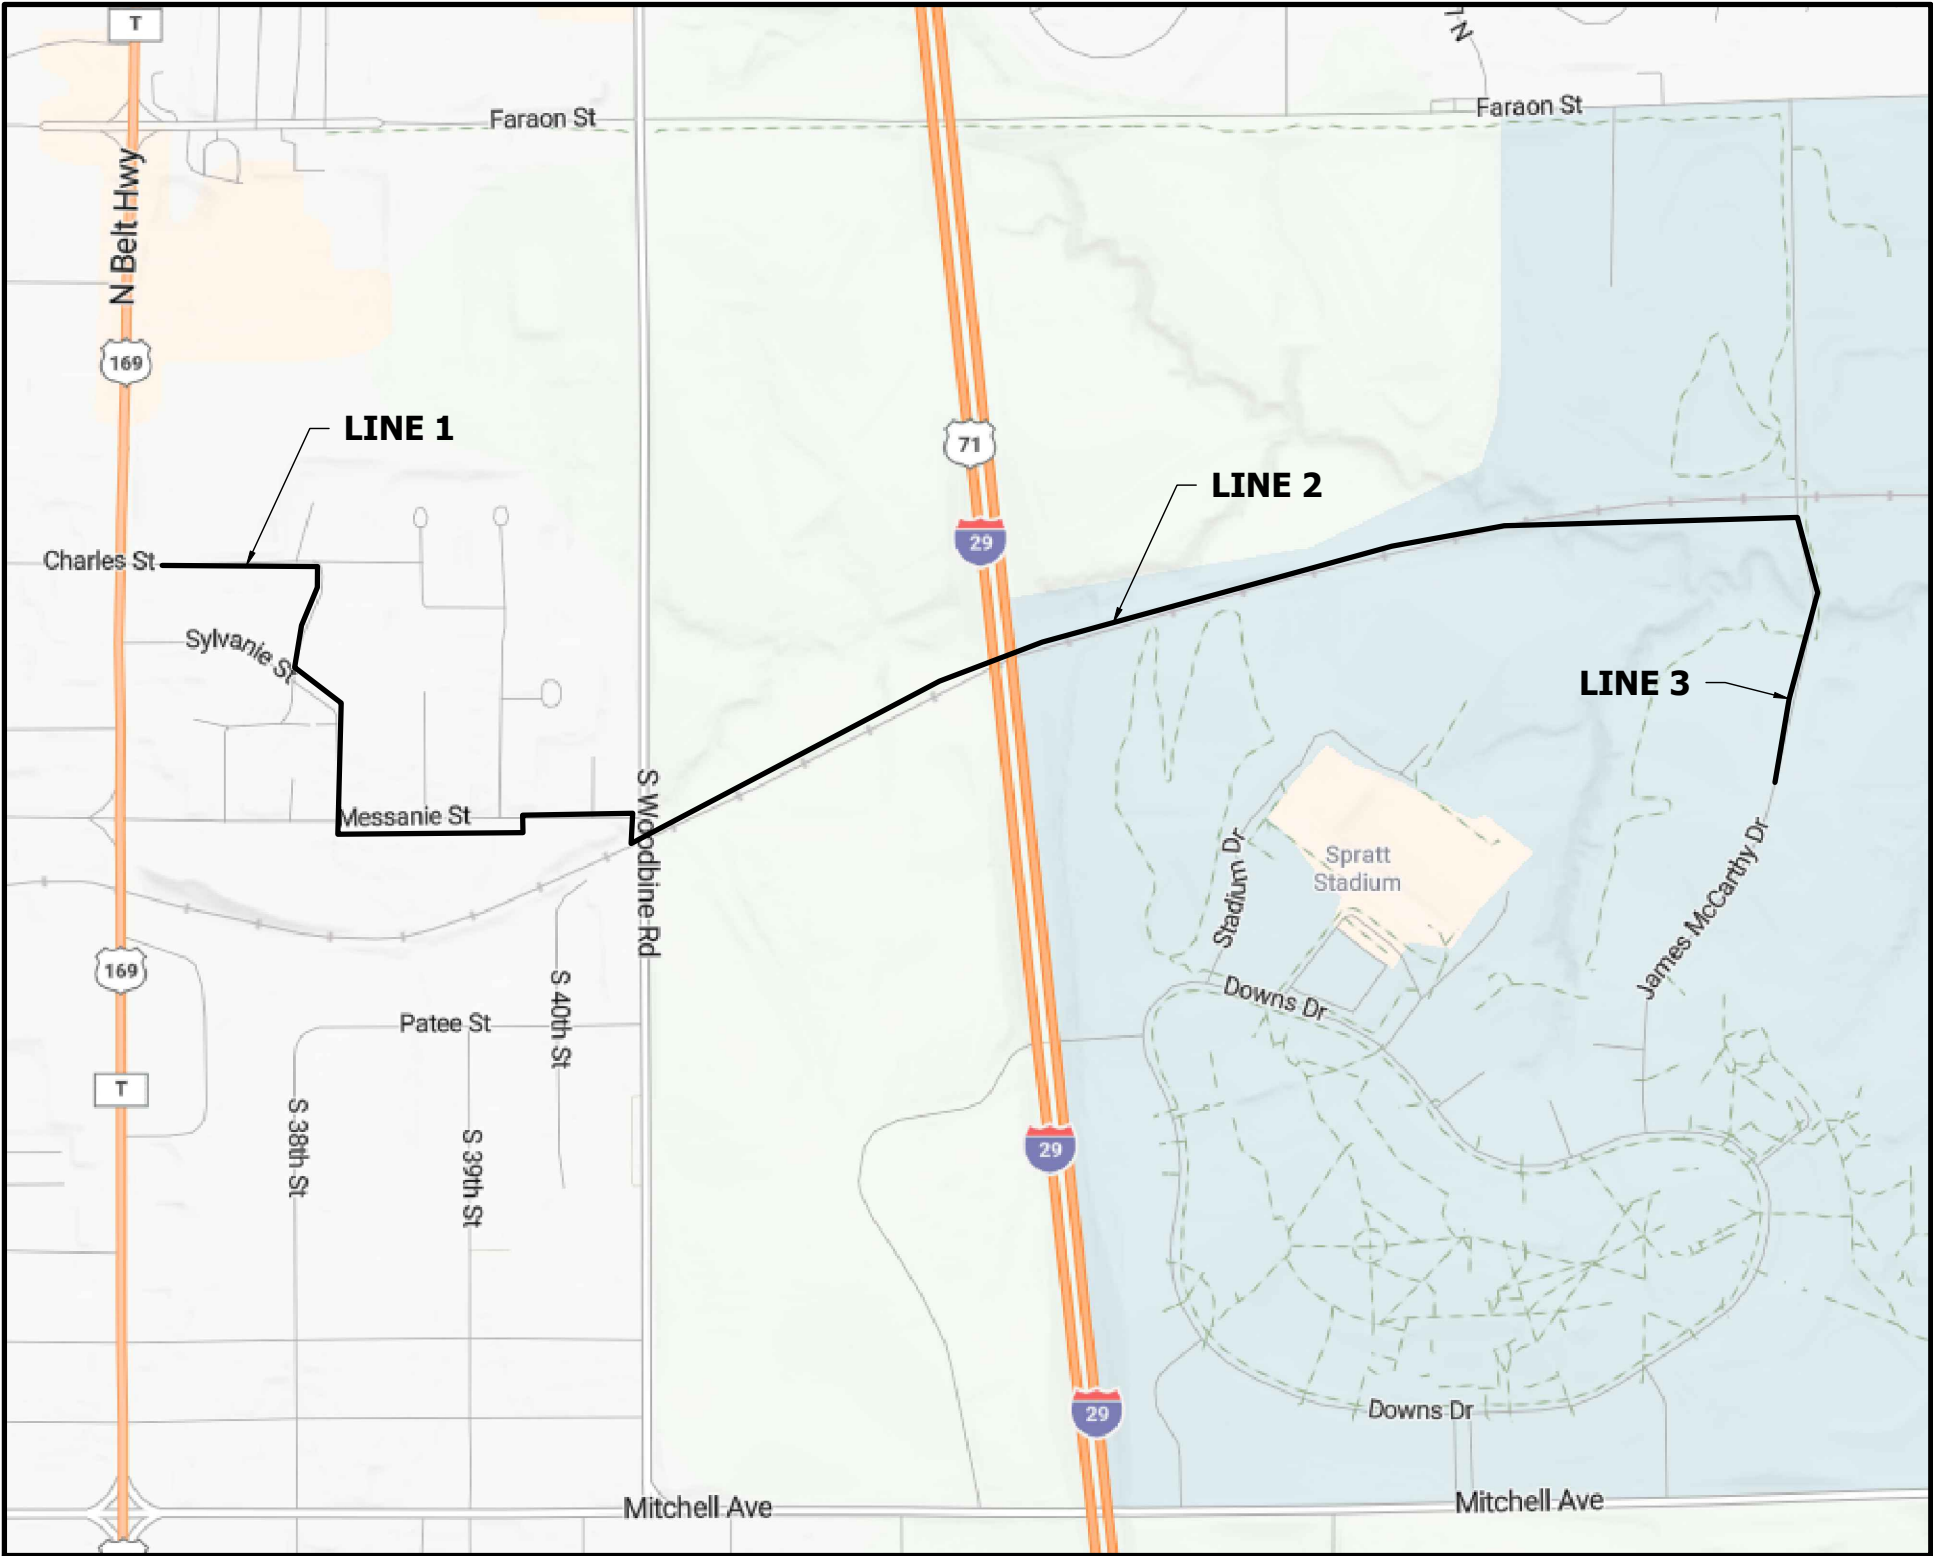 T
N L
Faraon St
Faraon St
N Belt Hwy
169
LINE 1
71
LINE 2
29
Charles St
Sylvanie St
LINE 3
Messanie St
S Woodbine Rd
Spratt
Stadium
Stadium Dr
James McCarthy Dr
169
S 40th St
Downs Dr
Patee St
T
S 38th St
S 39th St
29
29
Downs Dr
Mitchell Ave
Mitchell Ave